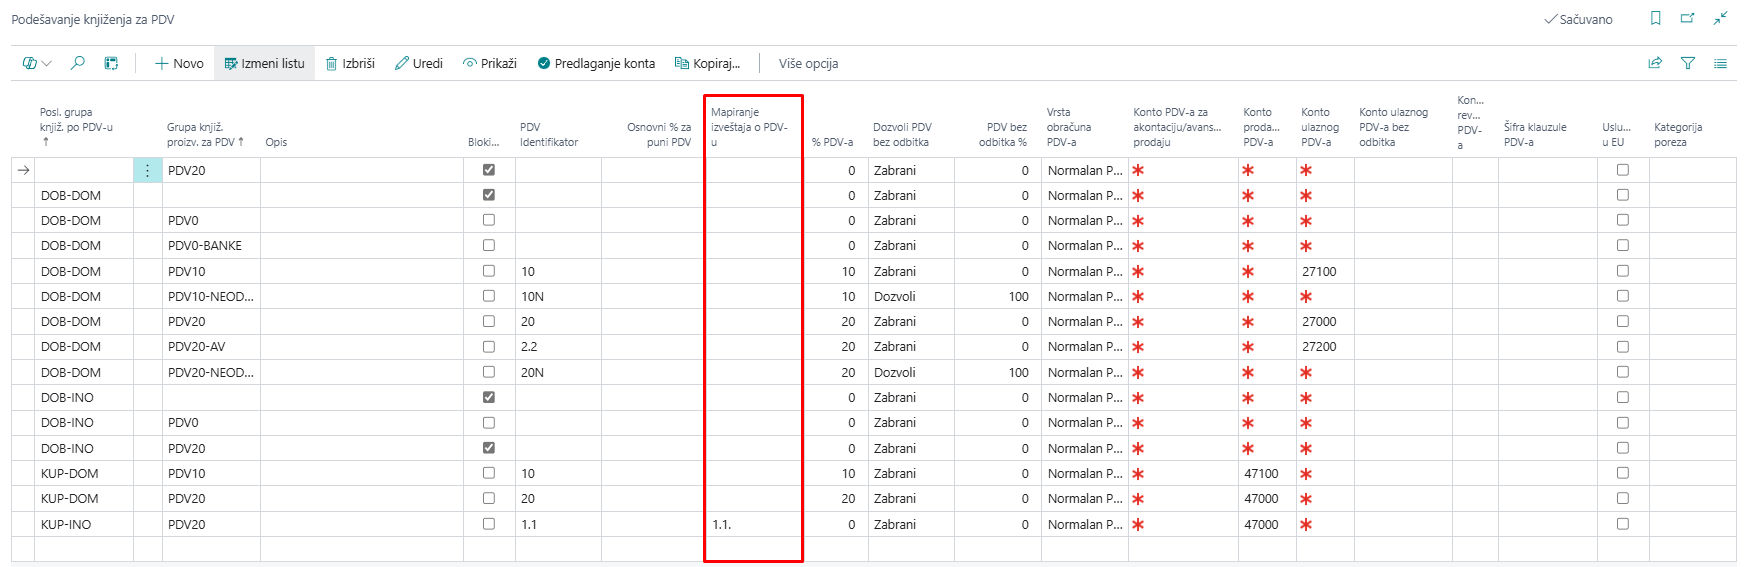 Podešavanje knjiženja za PDV
Sačuvano
Novo Izmeni listu Izbriši Uredi Prikaži Predlaganje konta Kopiraj... Više opcija
Posl. grupa knjiž. po PDV-u ↑ Grupa knjiž. proizv. za PDV ↑ Opis Bloki... PDV Identifikator Osnovni % za puni PDV Mapiranje izveštaja o PDV-u % PDV-a Dozvoli PDV bez odbitka PDV bez odbitka % Vrsta obračuna PDV-a Konto PDV-a za akontaciju/avans... prodaju Konto proda... PDV-a Konto ulaznog PDV-a Konto ulaznog PDV-a bez odbitka Kon... rev... PDV-a Šifra klauzule PDV-a Uslu... u EU Kategorija poreza
PDV20 0 Zabrani 0 Normalan P... * * *
DOB-DOM 0 Zabrani 0 Normalan P... * * *
DOB-DOM PDV0 0 Zabrani 0 Normalan P... * * *
DOB-DOM PDV0-BANKE 0 Zabrani 0 Normalan P... * * *
DOB-DOM PDV10 10 10 Zabrani 0 Normalan P... * * 27100
DOB-DOM PDV10-NEOD... 10N 10 Dozvoli 100 Normalan P... * * *
DOB-DOM PDV20 20 20 Zabrani 0 Normalan P... * * 27000
DOB-DOM PDV20-AV 2.2 20 Zabrani 0 Normalan P... * * 27200
DOB-DOM PDV20-NEOD... 20N 20 Dozvoli 100 Normalan P... * * *
DOB-INO 0 Zabrani 0 Normalan P... * * *
DOB-INO PDV0 0 Zabrani 0 Normalan P... * * *
DOB-INO PDV20 0 Zabrani 0 Normalan P... * * *
KUP-DOM PDV10 10 10 Zabrani 0 Normalan P... * 47100 *
KUP-DOM PDV20 20 20 Zabrani 0 Normalan P... * 47000 *
KUP-INO PDV20 1.1 1.1. 0 Zabrani 0 Normalan P... * 47000 *